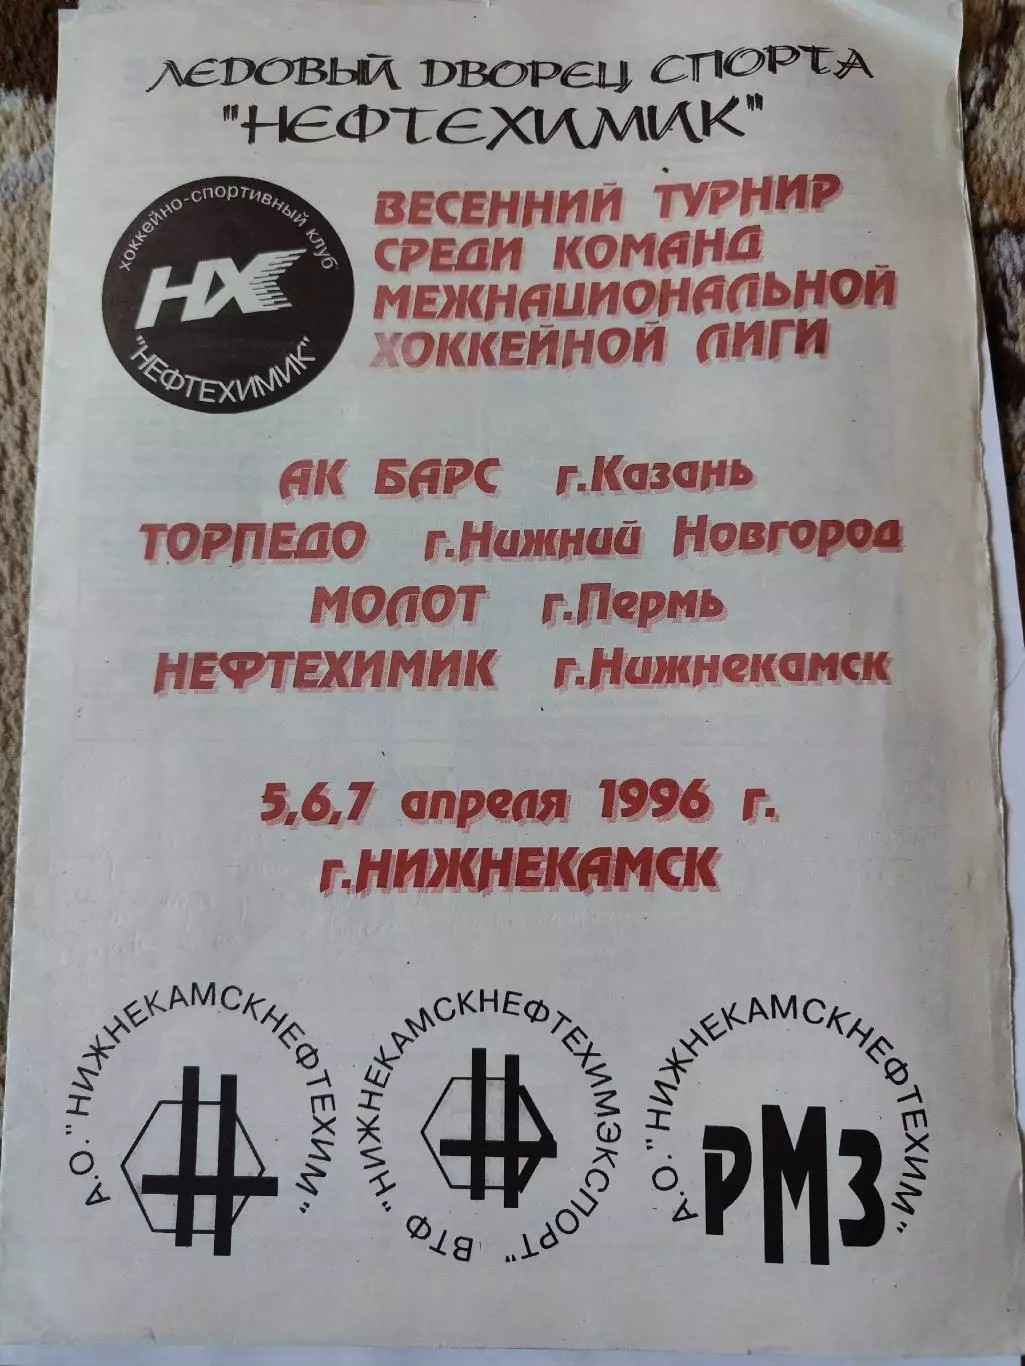 ЛЕДОВЫЙ ДВОРЕЦ СПОРТА
"НЕФТЕХИМИК"
хоккейно-спортивный клуб
НХ
"НЕФТЕХИМИК"
ВЕСЕННИЙ ТУРНИР
СРЕДИ КОМАНД
МЕЖНАЦИОНАЛЬНОЙ
ХОККЕЙНОЙ ЛИГИ
АК БАРС г.Казань
ТОРПЕДО г.Нижний Новгород
МОЛОТ г.Пермь
НЕФТЕХИМИК г.Нижнекамск
5,6,7 апреля 1996 г.
г.НИЖНЕКАМСК
А.О. "НИЖНЕКАМСКНЕФТЕХИМ"
ВТФ "НИЖНЕКАМСКНЕФТЕХИМЭКСПОРТ"
А.О. "НИЖНЕКАМСКНЕФТЕХИМ"
РМЗ